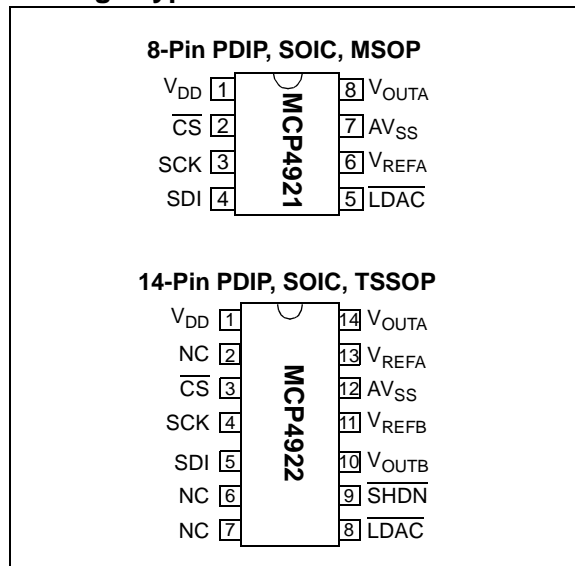 8-Pin PDIP, SOIC, MSOP
VDD 1 8 VOUTA
CS 2 7 AVSS
SCK 3 6 VREFA
SDI 4 5 LDAC
MCP4921
14-Pin PDIP, SOIC, TSSOP
VDD 1 14 VOUTA
NC 2 13 VREFA
CS 3 12 AVSS
SCK 4 11 VREFB
SDI 5 10 VOUTB
NC 6 9 SHDN
NC 7 8 LDAC
MCP4922